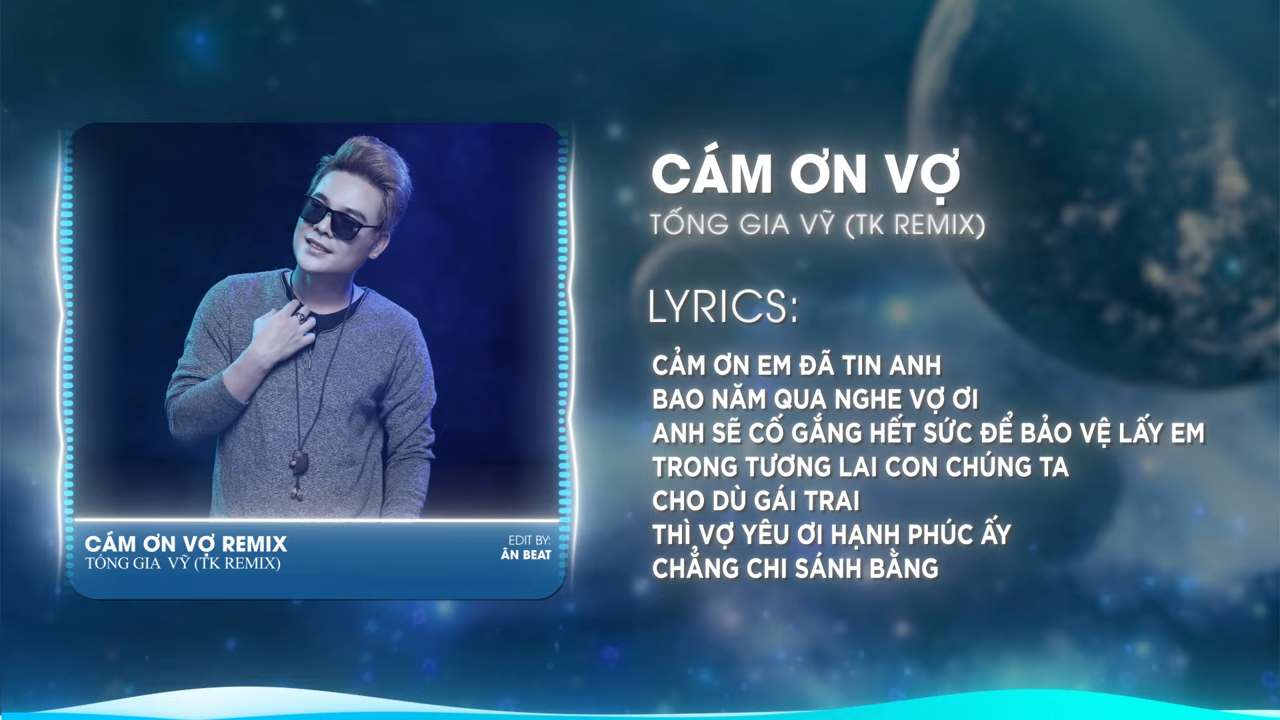 CÁM ƠN VỢ
TỐNG GIA VỸ (TK REMIX)
LYRICS:
CẢM ƠN EM ĐÃ TIN ANH
BAO NĂM QUA NGHE VỢ ƠI
ANH SẼ CỐ GẮNG HẾT SỨC ĐỂ BẢO VỆ LẤY EM
TRONG TƯƠNG LAI CON CHÚNG TA
CHO DÙ GÁI TRAI
THÌ VỢ YÊU ƠI HẠNH PHÚC ẤY
CHẲNG CHI SÁNH BẰNG
CÁM ƠN VỢ REMIX
TỐNG GIA VỸ (TK REMIX)
EDIT BY:
ÂN BEAT